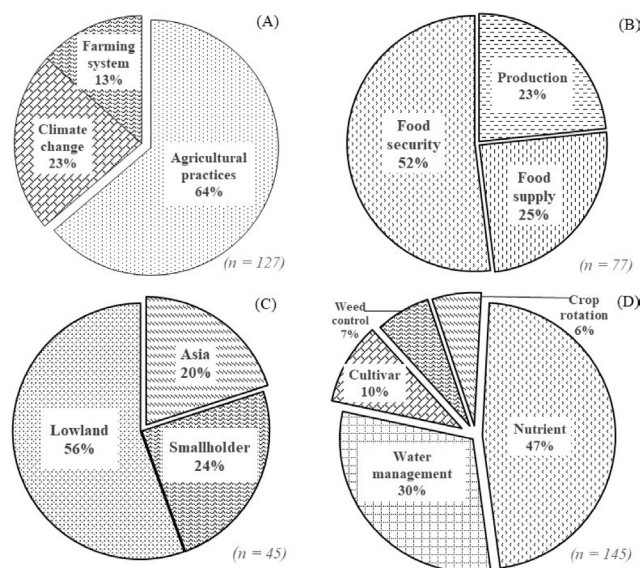 (A)
Farming
system
13%
Climate
change
23%
Agricultural
practices
64%
(n = 127)
(B)
Production
23%
Food
security
52%
Food
supply
25%
(n = 77)
(C)
Asia
20%
Lowland
56%
Smallholder
24%
(n = 45)
(D)
Weed
control
7%
Crop
rotation
6%
Cultivar
10%
Nutrient
47%
Water
management
30%
(n = 145)